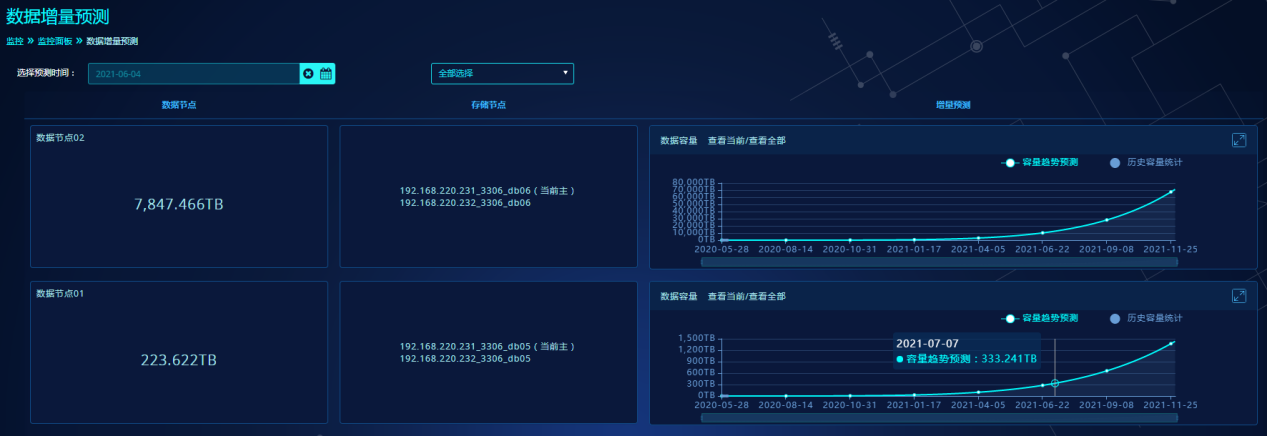 数据增量预测
监控 » 监控面板 » 数据增量预测
选择预测时间： 2021-06-04 全部选择
数据节点 存储节点 增量预测
数据节点02
7,847.466TB
192.168.220.231_3306_db06（当前主）
192.168.220.232_3306_db06
数据容量 查看当前/查看全部
容量趋势预测 历史容量统计
80,000TB
70,000TB
60,000TB
50,000TB
40,000TB
30,000TB
20,000TB
10,000TB
0TB
2020-05-28 2020-08-14 2020-10-31 2021-01-17 2021-04-05 2021-06-22 2021-09-08 2021-11-25
数据节点01
223.622TB
192.168.220.231_3306_db05（当前主）
192.168.220.232_3306_db05
数据容量 查看当前/查看全部
容量趋势预测 历史容量统计
1,500TB
1,200TB
900TB
600TB
300TB
0TB
2021-07-07
容量趋势预测：333.241TB
2020-05-28 2020-08-14 2020-10-31 2021-01-17 2021-04-05 2021-06-22 2021-09-08 2021-11-25